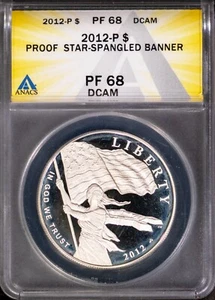 2012-P $ PF 68 DCAM
2012-P $
PROOF STAR-SPANGLED BANNER
PF 68
DCAM
ANACS
LIBERTY
IN GOD WE TRUST
2012